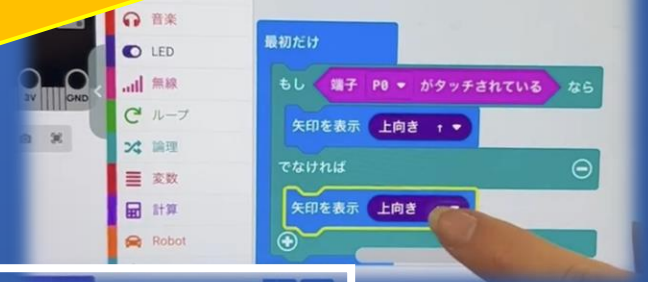 音楽
LED
無線
ループ
論理
変数
計算
Robot
3V
GND
最初だけ
もし 端子 P0 がタッチされている なら
矢印を表示 上向き ↑
でなければ
矢印を表示 上向き